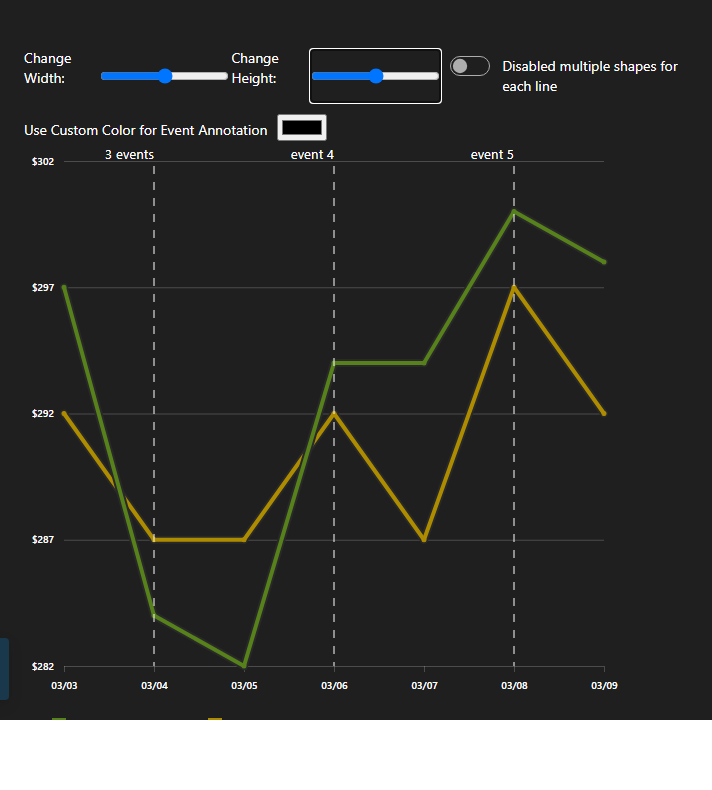 Change
Width:
Change
Height:
Disabled multiple shapes for
each line
Use Custom Color for Event Annotation
3 events
event 4
event 5
$302
$297
$292
$287
$282
03/03
03/04
03/05
03/06
03/07
03/08
03/09